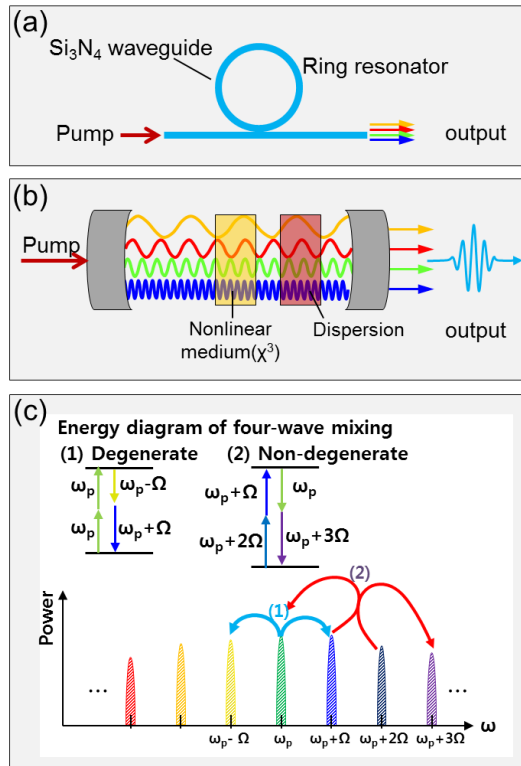 (a)
Si₃N₄ waveguide
Ring resonator
Pump
output
(b)
Pump
Nonlinear
medium(χ³)
Dispersion
output
(c)
Energy diagram of four-wave mixing
(1) Degenerate
(2) Non-degenerate
ωₚ
ωₚ-Ω
ωₚ
ωₚ+Ω
ωₚ+Ω
ωₚ
ωₚ+2Ω
ωₚ+3Ω
Power
(1)
(2)
...
...
ωₚ- Ω
ωₚ
ωₚ+Ω
ωₚ+2Ω
ωₚ+3Ω
ω